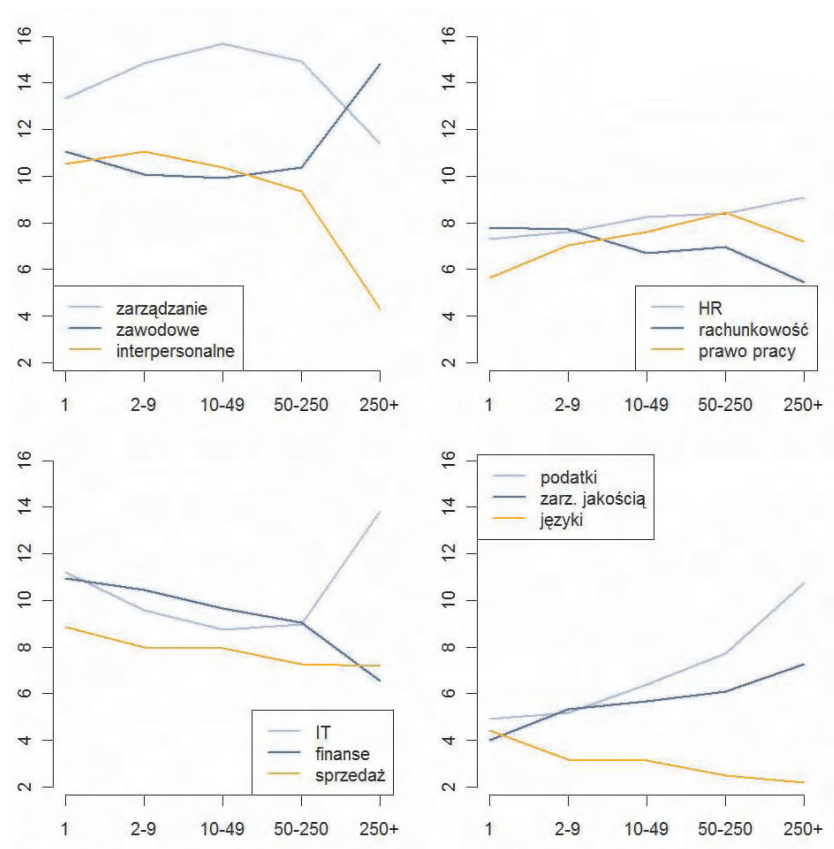 16
14
12
10
8
6
4
2
zarządzanie
zawodowe
interpersonalne
1 2-9 10-49 50-250 250+
16
14
12
10
8
6
4
2
HR
rachunkowość
prawo pracy
1 2-9 10-49 50-250 250+
16
14
12
10
8
6
4
2
IT
finanse
sprzedaż
1 2-9 10-49 50-250 250+
16
14
12
10
8
6
4
2
podatki
zarz. jakością
języki
1 2-9 10-49 50-250 250+